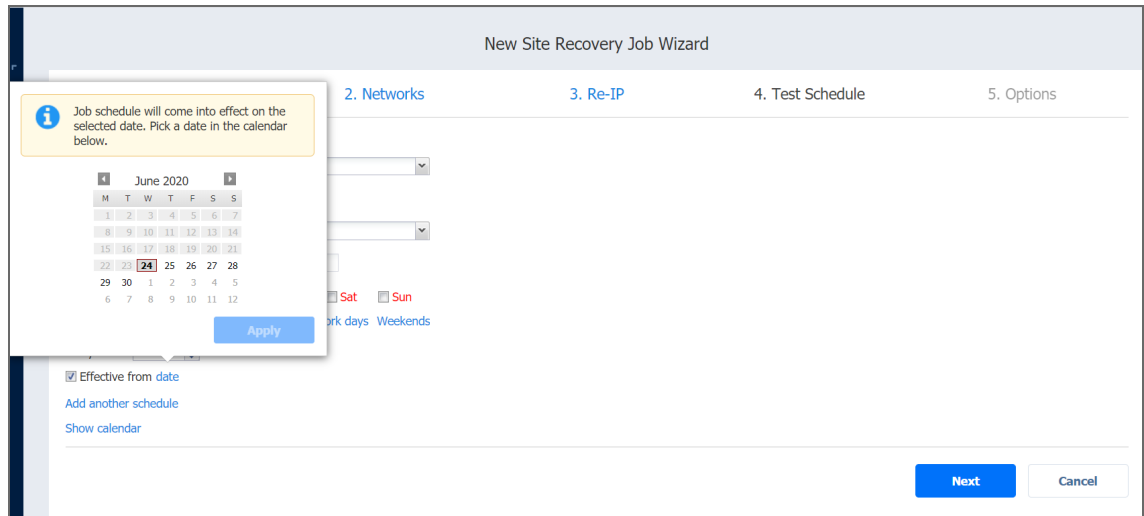 New Site Recovery Job Wizard
2. Networks 3. Re-IP 4. Test Schedule 5. Options
Job schedule will come into effect on the
selected date. Pick a date in the calendar
below.
June 2020
M T W T F S S
1 2 3 4 5 6 7
8 9 10 11 12 13 14
15 16 17 18 19 20 21
22 23 24 25 26 27 28
29 30 1 2 3 4 5
6 7 8 9 10 11 12
Apply
Sat Sun
days Weekends
Effective from date
Add another schedule
Show calendar
Next Cancel